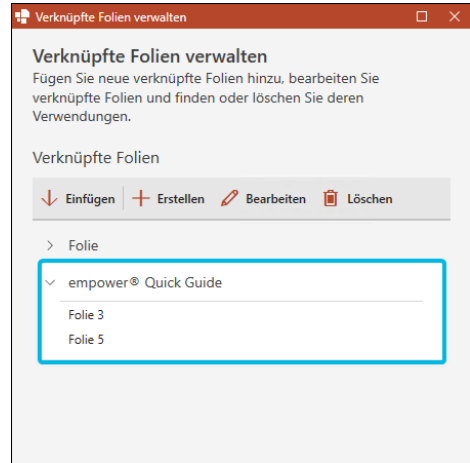 Verknüpfte Folien verwalten
Verknüpfte Folien verwalten
Fügen Sie neue verknüpfte Folien hinzu, bearbeiten Sie
verknüpfte Folien und finden oder löschen Sie deren
Verwendungen.
Verknüpfte Folien
Einfügen Erstellen Bearbeiten Löschen
Folie
empower® Quick Guide
Folie 3
Folie 5